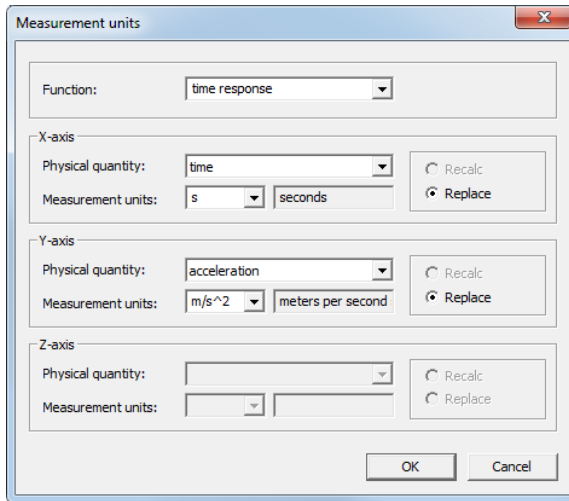 Measurement units
Function: time response
X-axis
Physical quantity: time
Recalc
Measurement units: s seconds
Replace
Y-axis
Physical quantity: acceleration
Recalc
Measurement units: m/s^2 meters per second
Replace
Z-axis
Physical quantity:
Recalc
Measurement units:
Replace
OK Cancel